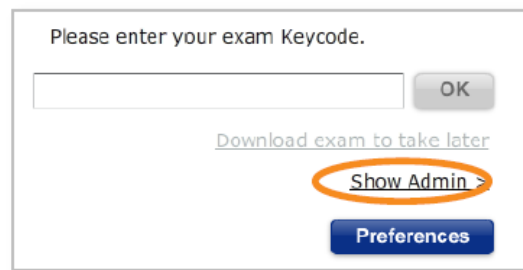 Please enter your exam Keycode.
OK
Download exam to take later
Show Admin >
Preferences